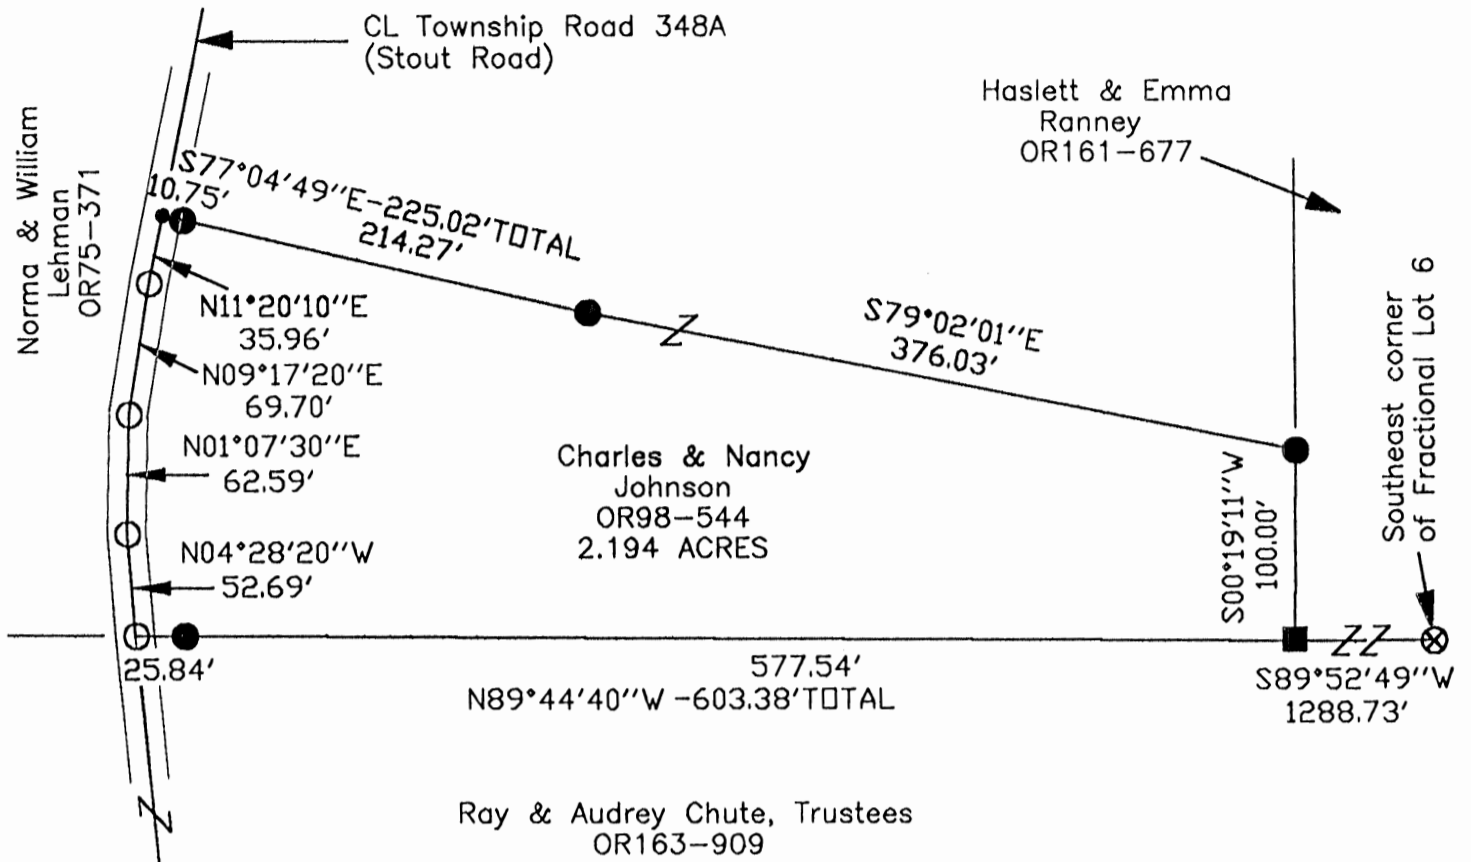 CL Township Road 348A
(Stout Road)
Haslett & Emma
Ranney
OR161-677
Norma & William
Lehman
OR75-371
S77°04'49"E-225.02'TOTAL
10.75'
214.27'
N11°20'10"E
35.96'
N09°17'20"E
69.70'
N01°07'30"E
62.59'
N04°28'20"W
52.69'
S79°02'01"E
376.03'
Charles & Nancy
Johnson
OR98-544
2.194 ACRES
S00°19'11"W
100.00'
Southeast corner
of Fractional Lot 6
25.84'
577.54'
N89°44'40"W -603.38'TOTAL
S89°52'49"W
1288.73'
Ray & Audrey Chute, Trustees
OR163-909